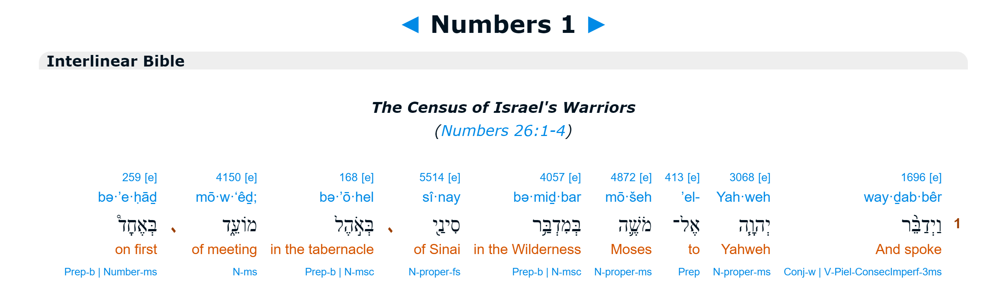 ◄ Numbers 1 ►
Interlinear Bible
The Census of Israel's Warriors
(Numbers 26:1-4)
259 [e] 4150 [e] 168 [e] 5514 [e] 4057 [e] 4872 [e] 413 [e] 3068 [e] 1696 [e]
bə·’e·ḥāḏ mō·w·‘êḏ; bə·’ō·hel sî·nay bə·miḏ·bar mō·šeh ’el- Yah·weh way·ḏab·bêr
1 וַיְדַבֵּ֨ר יְהוָ֧ה אֶל־ מֹשֶׁ֛ה בְּמִדְבַּ֥ר סִינַ֖י ､ בְּאֹ֣הֶל מוֹעֵ֑ד ､ בְּאֶחָד֩
on first of meeting in the tabernacle of Sinai in the Wilderness Moses to Yahweh And spoke
Prep-b | Number-ms N-ms Prep-b | N-msc N-proper-fs Prep-b | N-msc N-proper-ms Prep N-proper-ms Conj-w | V-Piel-ConsecImperf-3ms